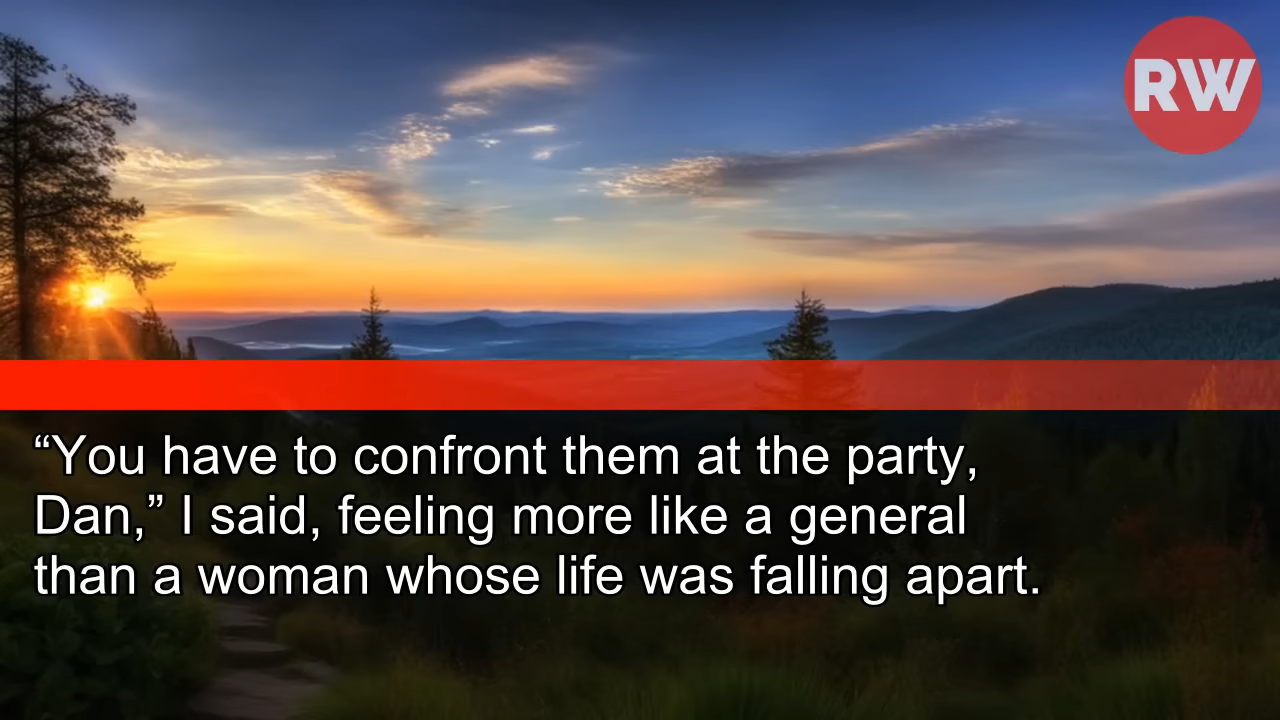 RW
“You have to confront them at the party,
Dan,” I said, feeling more like a general
than a woman whose life was falling apart.